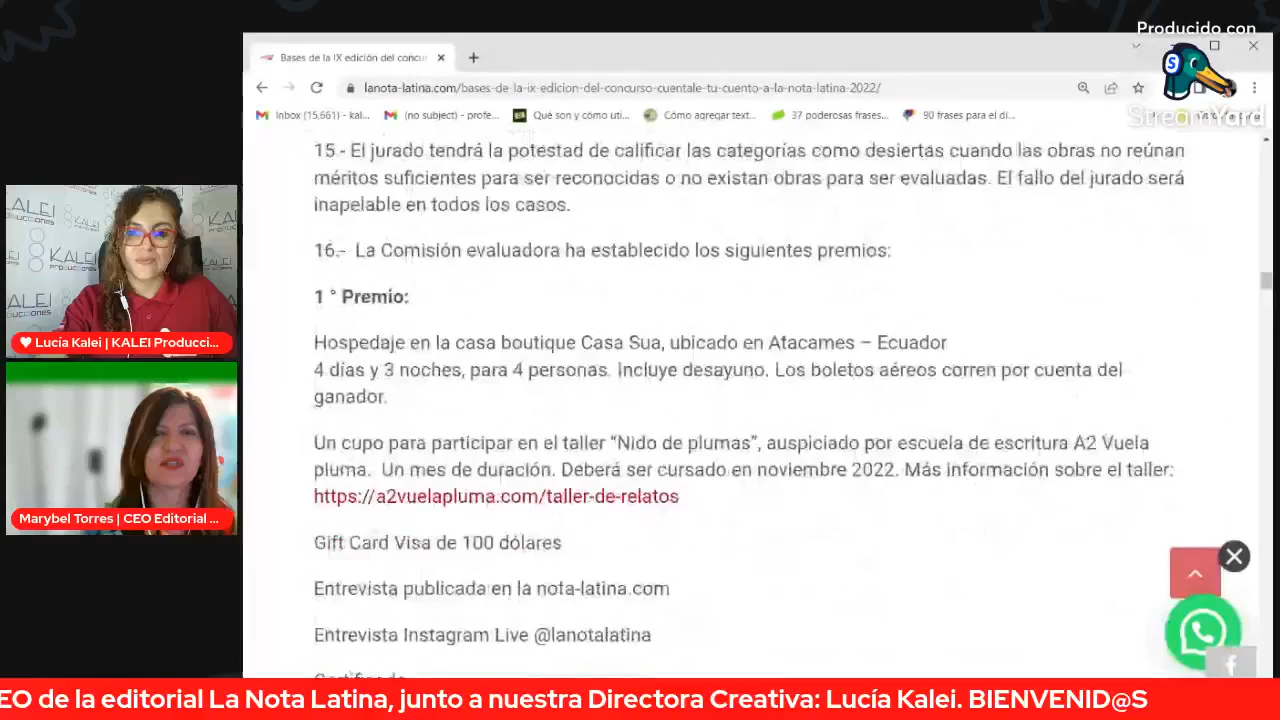 Producido con
StreamYard
Bases de la IX edición del concur
lanota-latina.com/bases-de-la-ix-edicion-del-concurso-cuentale-tu-cuento-a-la-nota-latina-2022/
Inbox (15,661) - kal...
(no subject) - profe...
Qué son y cómo uti...
Cómo agregar text...
37 poderosas frases...
90 frases para el di...
15.- El jurado tendrá la potestad de calificar las categorías como desiertas cuando las obras no reúnan
méritos suficientes para ser reconocidas o no existan obras para ser evaluadas. El fallo del jurado será
inapelable en todos los casos.
16.- La Comisión evaluadora ha establecido los siguientes premios:
1 ° Premio:
Hospedaje en la casa boutique Casa Sua, ubicado en Atacames – Ecuador
4 días y 3 noches, para 4 personas. Incluye desayuno. Los boletos aéreos corren por cuenta del
ganador.
Un cupo para participar en el taller “Nido de plumas”, auspiciado por escuela de escritura A2 Vuela
pluma. Un mes de duración. Deberá ser cursado en noviembre 2022. Más información sobre el taller:
https://a2vuelapluma.com/taller-de-relatos
Gift Card Visa de 100 dólares
Entrevista publicada en la nota-latina.com
Entrevista Instagram Live @lanotalatina
KALEI
Lucía Kalei | KALEI Producci...
Marybel Torres | CEO Editorial ...
EO de la editorial La Nota Latina, junto a nuestra Directora Creativa: Lucía Kalei. BIENVENID@S